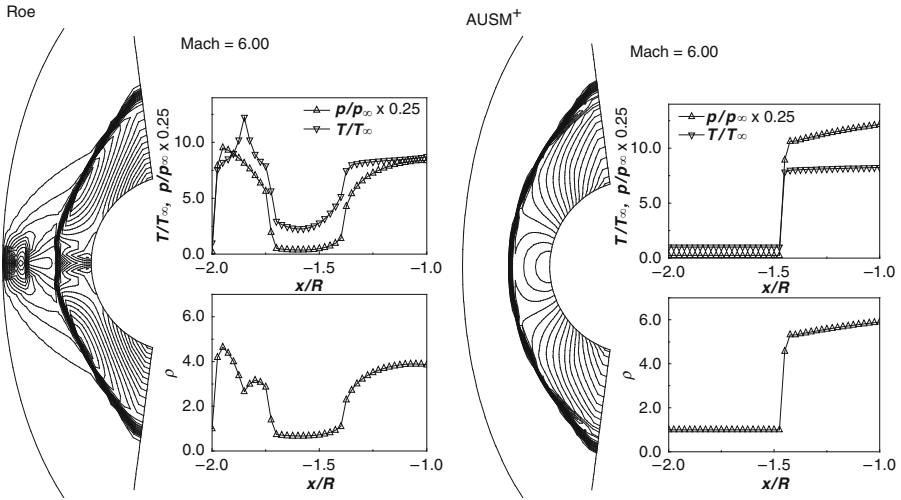 Roe
Mach = 6.00
T/T∞, p/p∞ x 0.25
10.0
5.0
0.0
p/p∞ x 0.25
T/T∞
−2.0 −1.5 −1.0
x/R
ρ
6.0
4.0
2.0
0.0
−2.0 −1.5 −1.0
x/R
AUSM+
Mach = 6.00
T/T∞, p/p∞ x 0.25
10.0
5.0
0.0
p/p∞ x 0.25
T/T∞
−2.0 −1.5 −1.0
x/R
ρ
6.0
4.0
2.0
0.0
−2.0 −1.5 −1.0
x/R